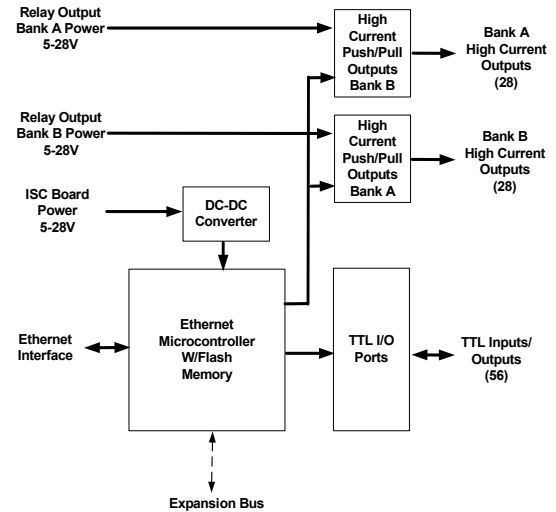 Relay Output
Bank A Power
5-28V
High
Current
Push/Pull
Outputs
Bank B
Bank A
High Current
Outputs
(28)
Relay Output
Bank B Power
5-28V
High
Current
Push/Pull
Outputs
Bank A
Bank B
High Current
Outputs
(28)
ISC Board
Power
5-28V
DC-DC
Converter
Ethernet
Interface
Ethernet
Microcontroller
W/Flash
Memory
TTL I/O
Ports
TTL Inputs/
Outputs
(56)
Expansion Bus